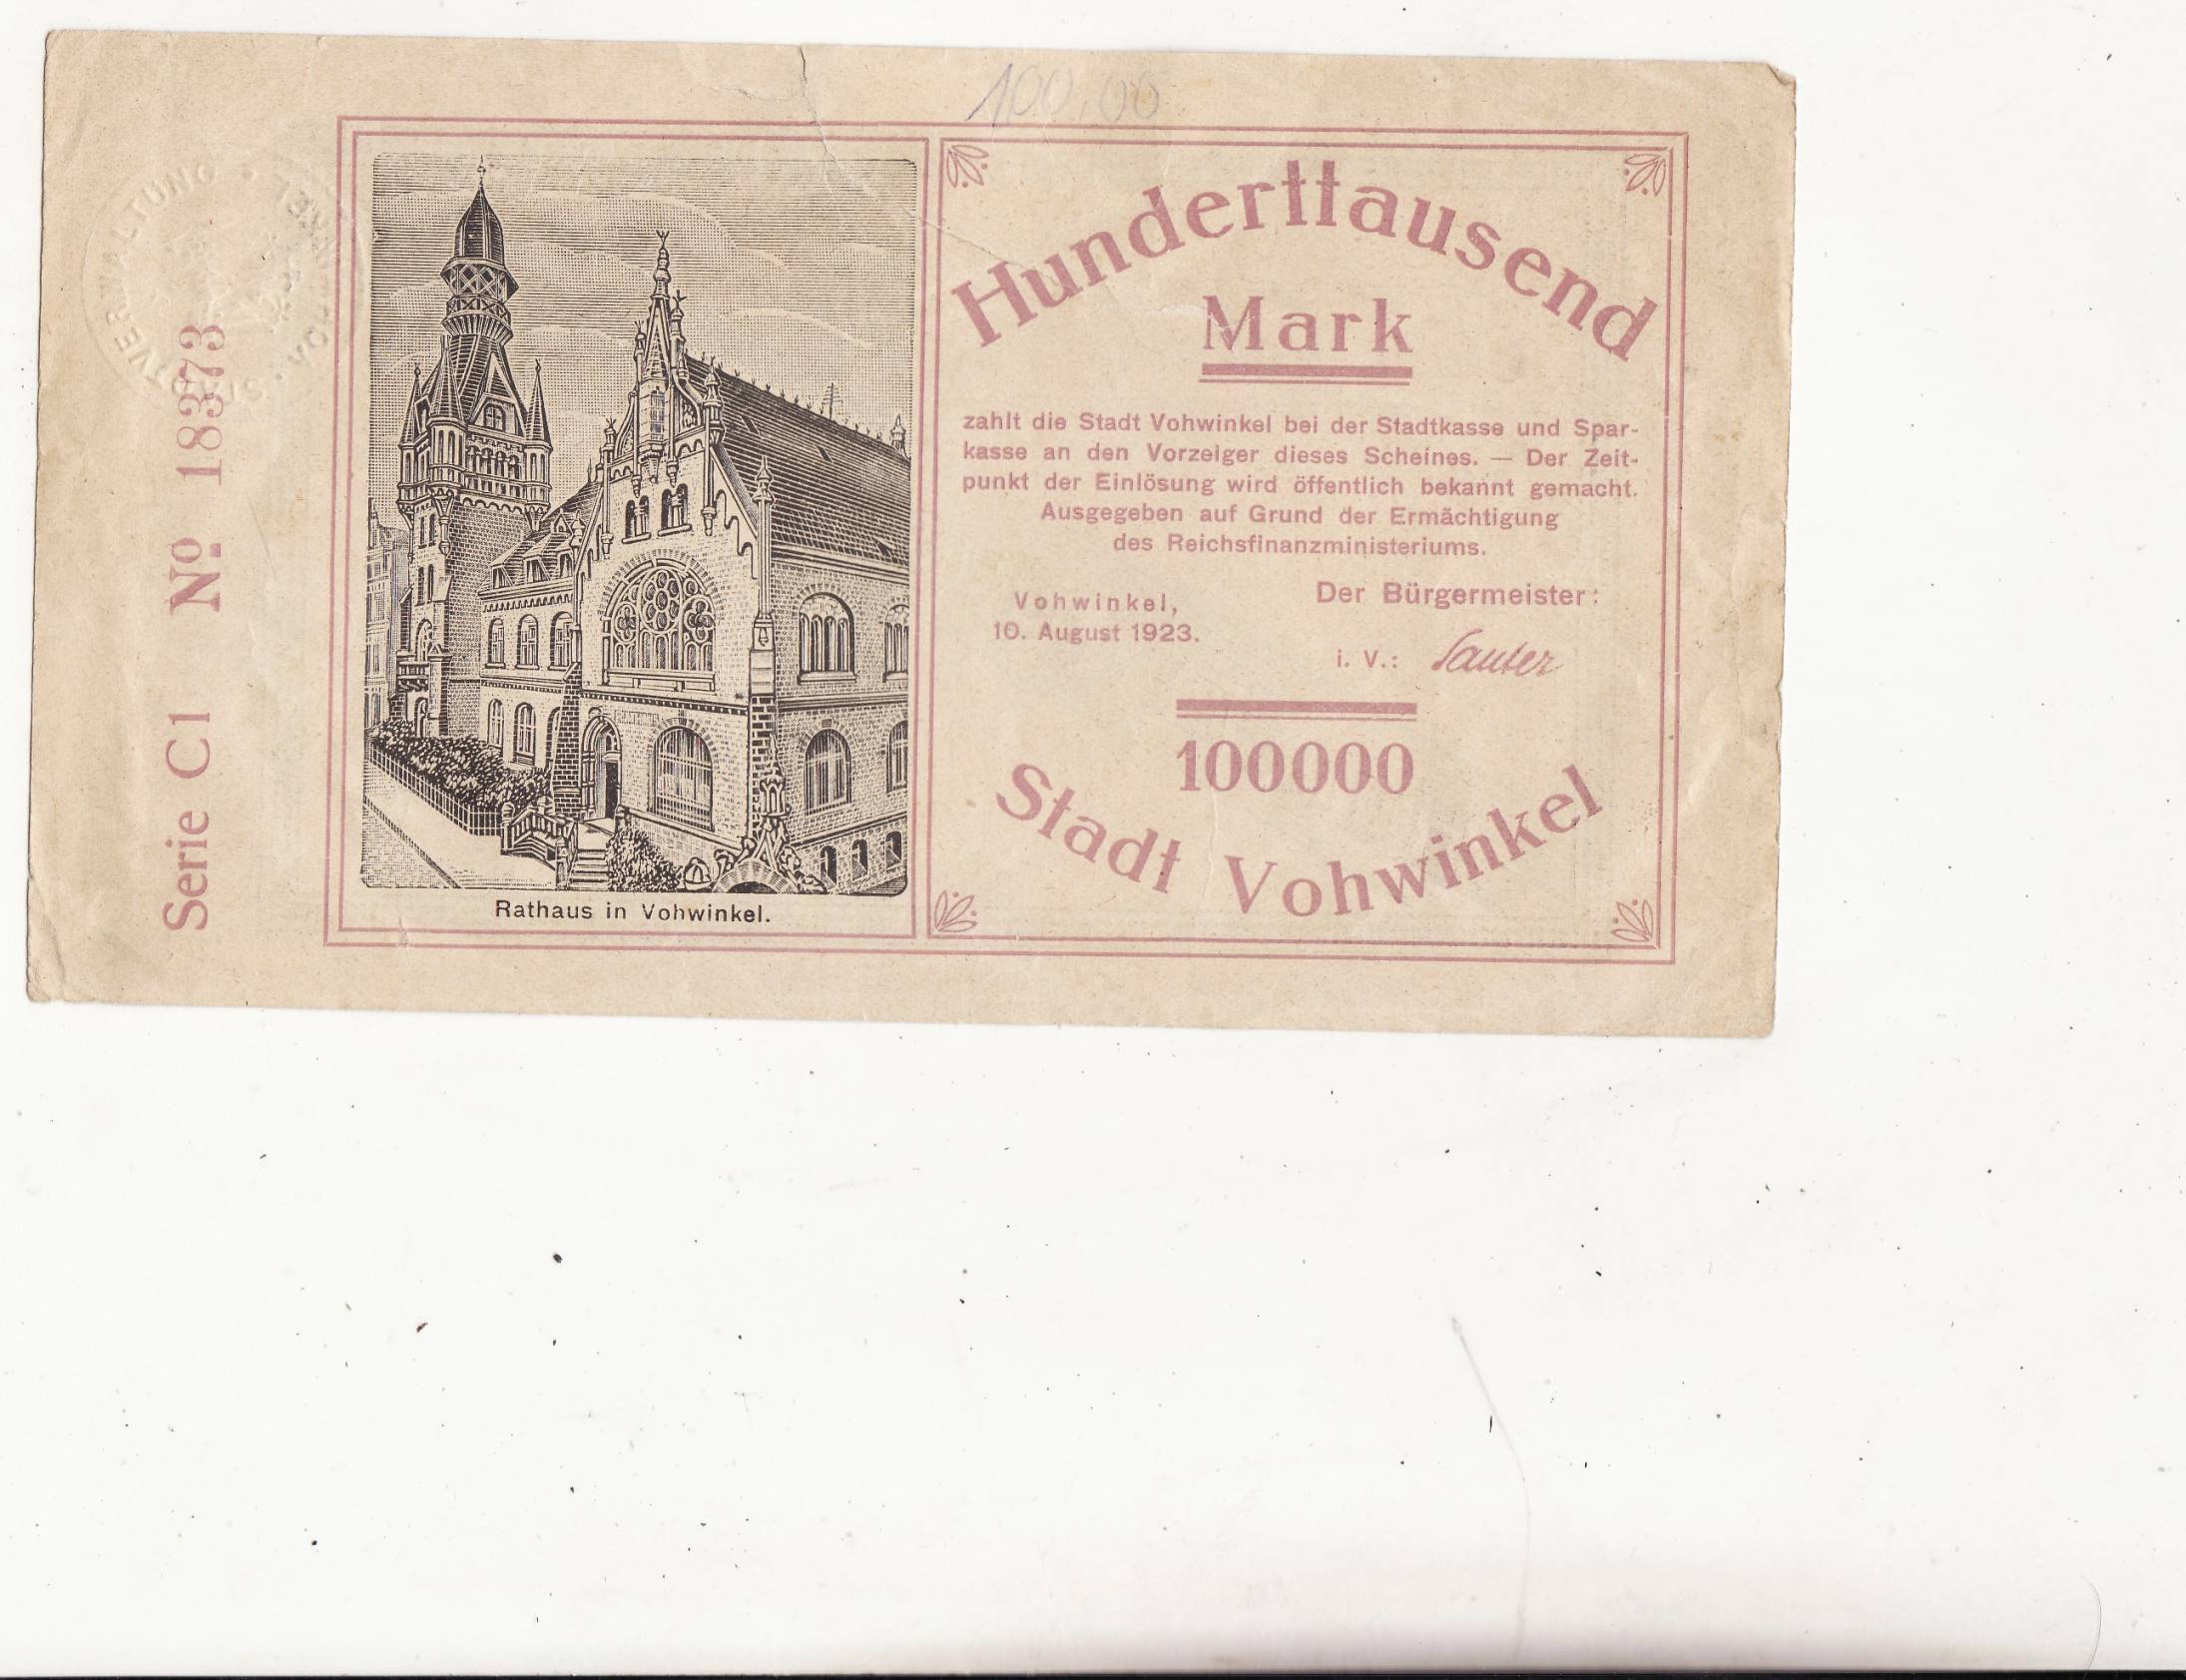 100,00
Serie C1 No 18373
STADTVERWALTUNG
Rathaus in Vohwinkel.
Hunderttausend
Mark
zahlt die Stadt Vohwinkel bei der Stadtkasse und Spar-
kasse an den Vorzeiger dieses Scheines. — Der Zeit-
punkt der Einlösung wird öffentlich bekannt gemacht.
Ausgegeben auf Grund der Ermächtigung
des Reichsfinanzministeriums.
Vohwinkel,
10. August 1923.
Der Bürgermeister:
i. V.: Sauter
100000
Stadt Vohwinkel